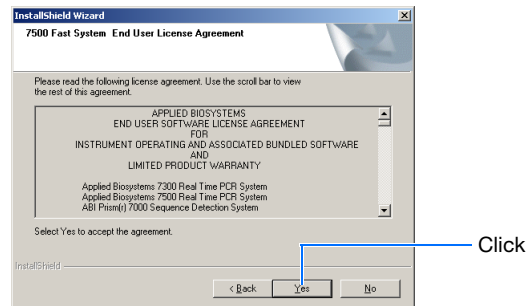 InstallShield Wizard
7500 Fast System End User License Agreement
Please read the following license agreement. Use the scroll bar to view
the rest of this agreement.
APPLIED BIOSYSTEMS
END USER SOFTWARE LICENSE AGREEMENT
FOR
INSTRUMENT OPERATING AND ASSOCIATED BUNDLED SOFTWARE
AND
LIMITED PRODUCT WARRANTY
Applied Biosystems 7300 Real Time PCR System
Applied Biosystems 7500 Real Time PCR System
ABI Prism(r) 7000 Sequence Detection System
Select Yes to accept the agreement.
Click
InstallShield
< Back Yes No